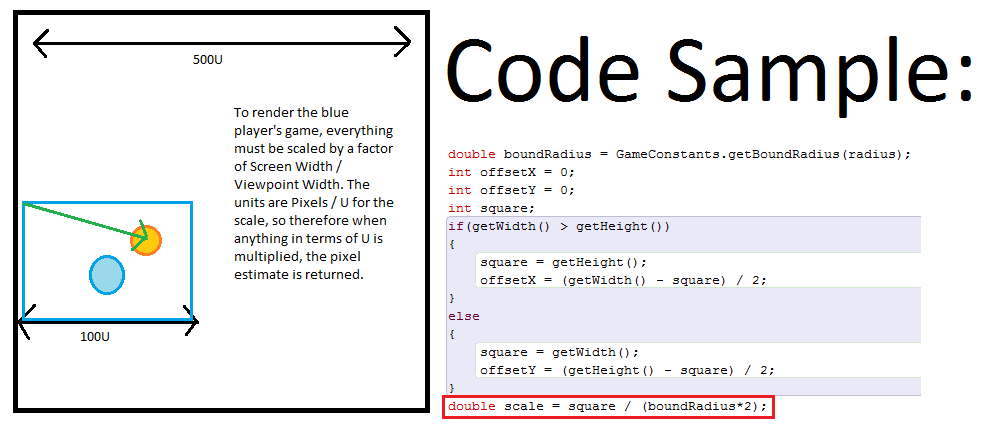 500U
To render the blue
player's game, everything
must be scaled by a factor
of Screen Width /
Viewpoint Width. The
units are Pixels / U for the
scale, so therefore when
anything in terms of U is
multiplied, the pixel
estimate is returned.
100U
Code Sample:
double boundRadius = GameConstants.getBoundRadius(radius);
int offsetX = 0;
int offsetY = 0;
int square;
if(getWidth() > getHeight())
{
    square = getHeight();
    offsetX = (getWidth() - square) / 2;
}
else
{
    square = getWidth();
    offsetY = (getHeight() - square) / 2;
}
double scale = square / (boundRadius*2);